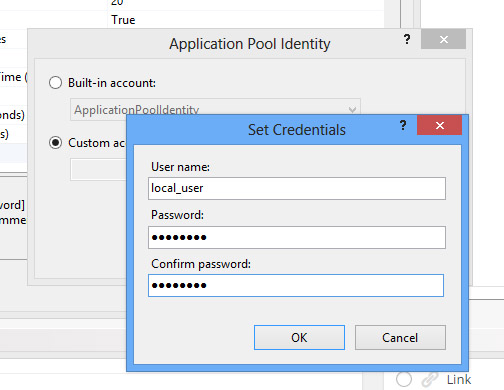 20
True
es
Application Pool Identity
?
Time (
Built-in account:
ApplicationPoolIdentity
onds)
s)
Custom ac
Set Credentials
?
User name:
local_user
word]
mme
Password:
●●●●●●●●
Confirm password:
●●●●●●●●
OK
Cancel
Link